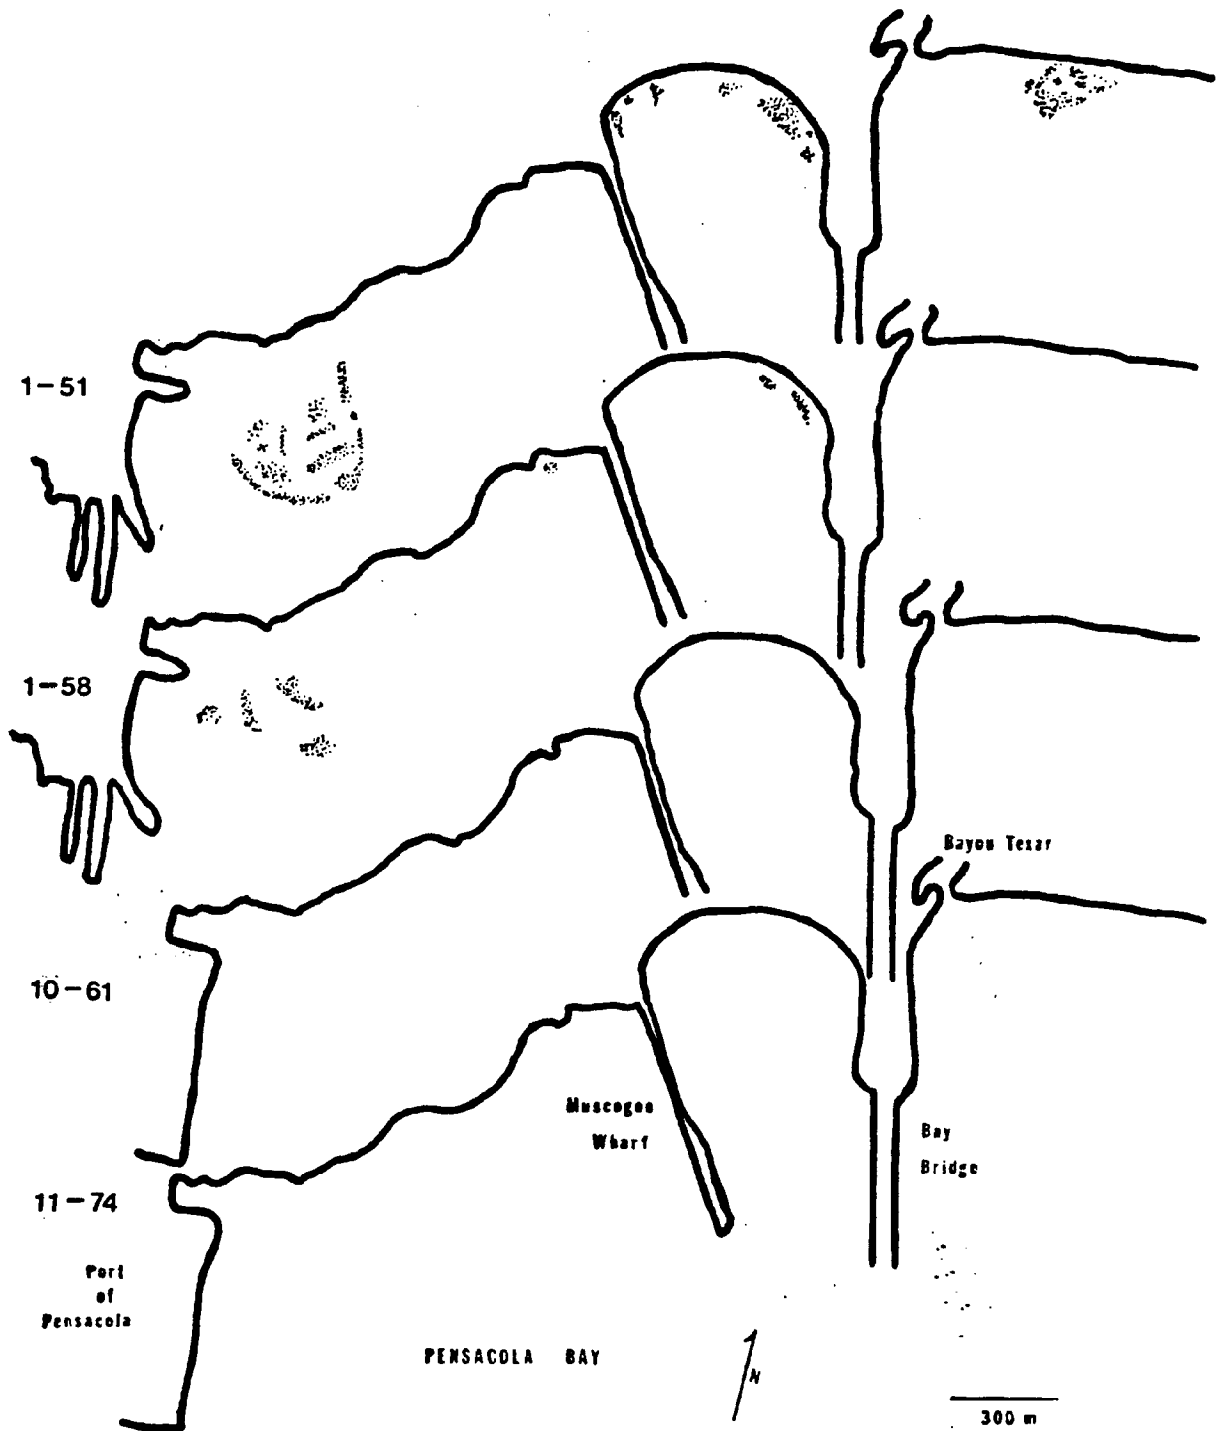 1-51
1-58
Bayou Texar
10-61
Muscogee
Wharf
Bay
Bridge
11-74
Port
of
Pensacola
PENSACOLA BAY
N
300 m